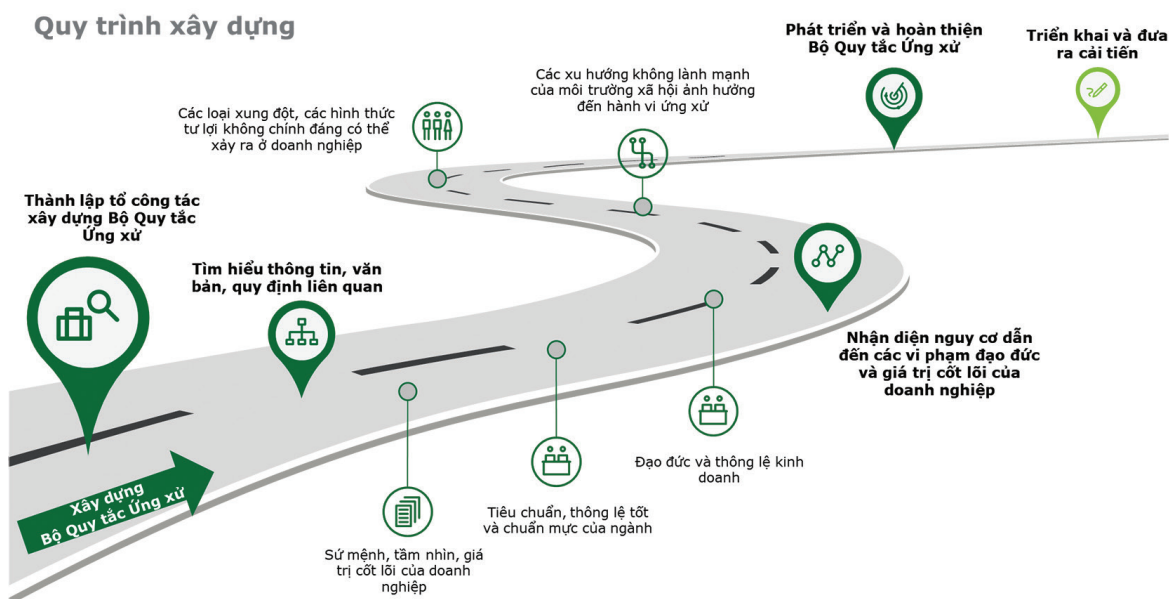 Quy trình xây dựng
Thành lập tổ công tác
xây dựng Bộ Quy tắc
Ứng xử
Xây dựng
Bộ Quy tắc Ứng xử
Tìm hiểu thông tin, văn
bản, quy định liên quan
Sứ mệnh, tầm nhìn, giá
trị cốt lõi của doanh
nghiệp
Tiêu chuẩn, thông lệ tốt
và chuẩn mực của ngành
Đạo đức và thông lệ kinh
doanh
Nhận diện nguy cơ dẫn
đến các vi phạm đạo đức
và giá trị cốt lõi của
doanh nghiệp
Các xu hướng không lành mạnh
của môi trường xã hội ảnh hưởng
đến hành vi ứng xử
Các loại xung đột, các hình thức
tư lợi không chính đáng có thể
xảy ra ở doanh nghiệp
Phát triển và hoàn thiện
Bộ Quy tắc Ứng xử
Triển khai và đưa
ra cải tiến